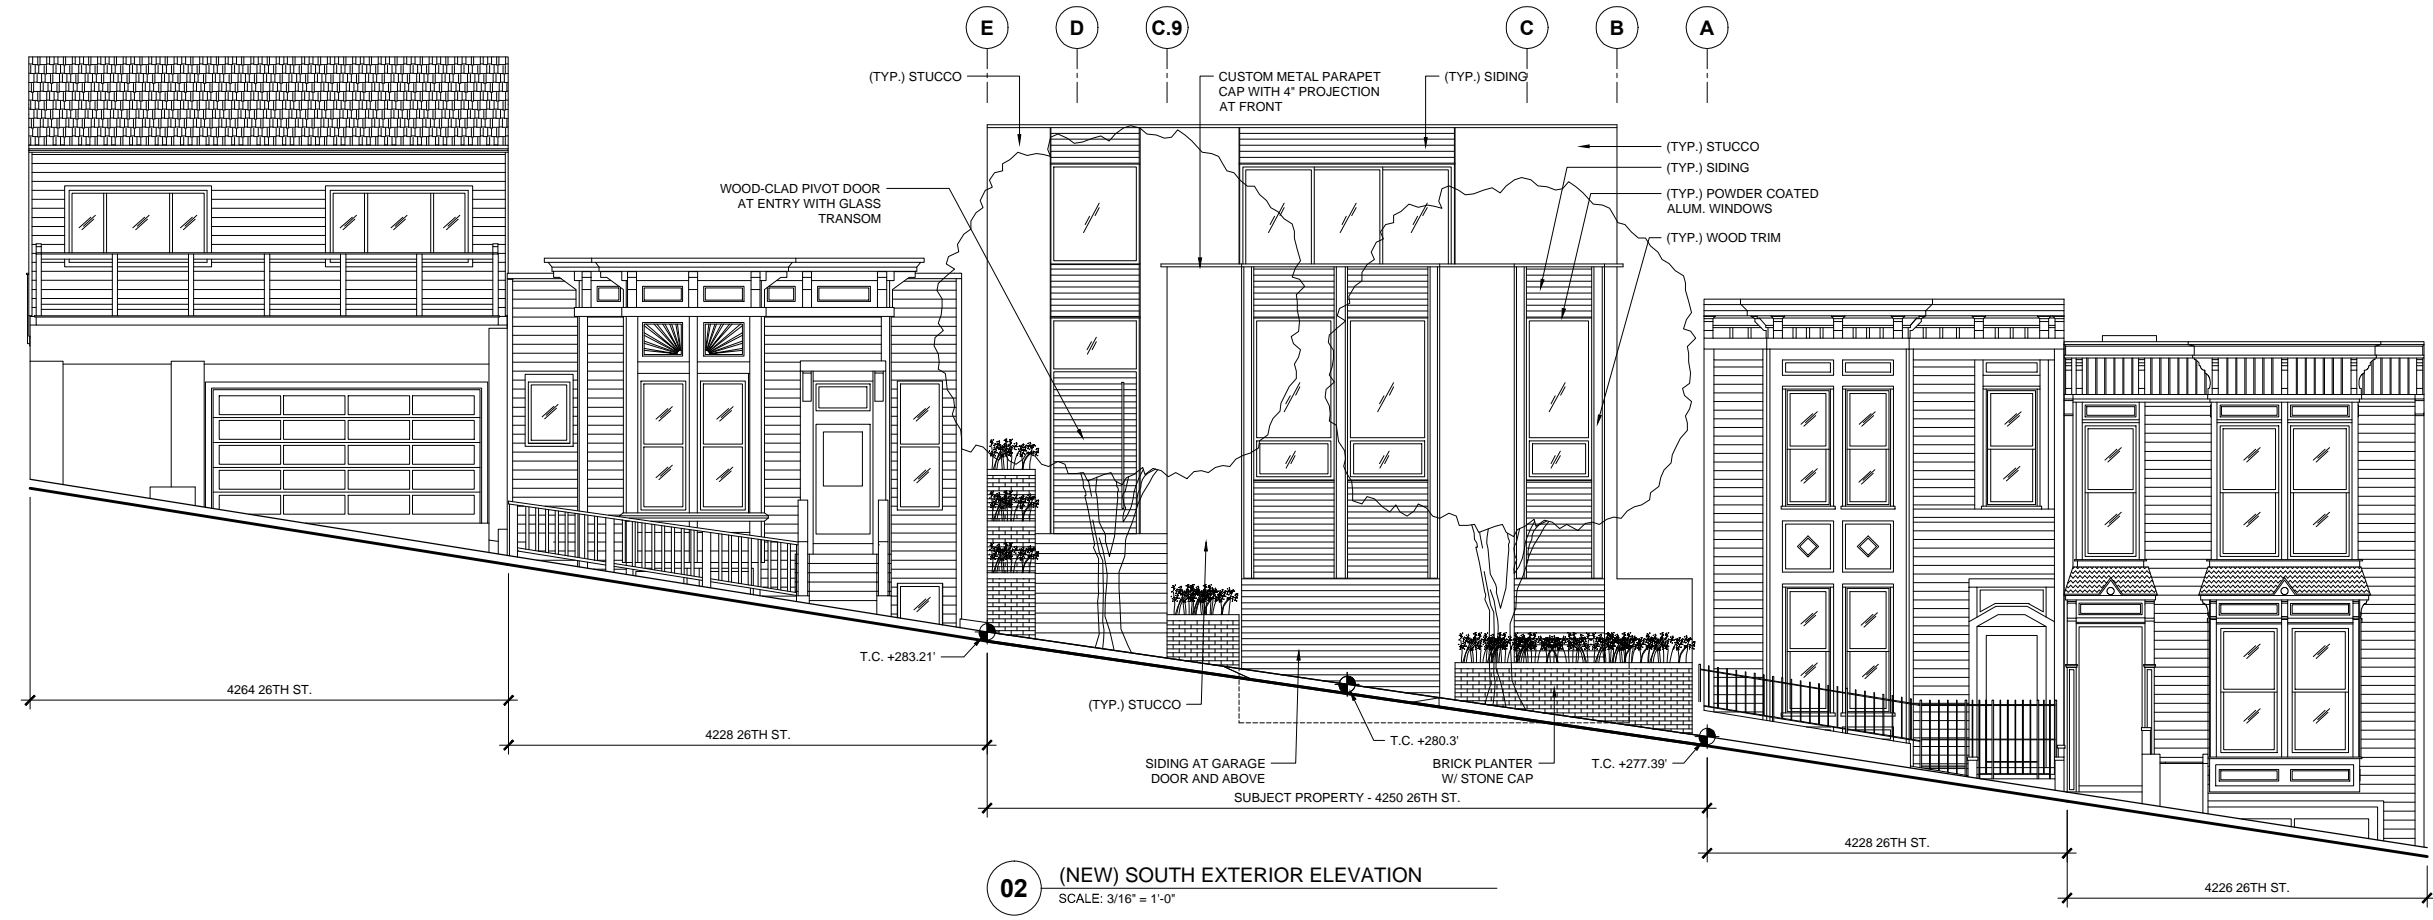 E
D
C.9
C
B
A
(TYP.) STUCCO
CUSTOM METAL PARAPET
CAP WITH 4" PROJECTION
AT FRONT
(TYP.) SIDING
(TYP.) STUCCO
(TYP.) SIDING
(TYP.) POWDER COATED
ALUM. WINDOWS
(TYP.) WOOD TRIM
WOOD-CLAD PIVOT DOOR
AT ENTRY WITH GLASS
TRANSOM
T.C. +283.21'
4264 26TH ST.
4228 26TH ST.
(TYP.) STUCCO
T.C. +280.3'
SIDING AT GARAGE
DOOR AND ABOVE
BRICK PLANTER
W/ STONE CAP
T.C. +277.39'
SUBJECT PROPERTY - 4250 26TH ST.
4228 26TH ST.
4226 26TH ST.
02
(NEW) SOUTH EXTERIOR ELEVATION
SCALE: 3/16" = 1'-0"